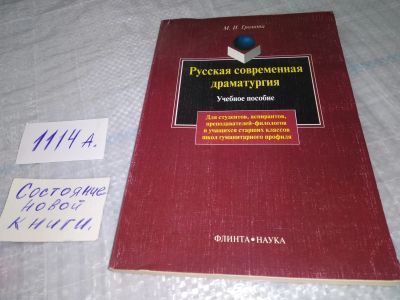 М. И. Громова
Русская современная
драматургия
Учебное пособие
Для студентов, аспирантов,
преподавателей-филологов
и учащихся старших классов
школ гуманитарного профиля
ФЛИНТА • НАУКА
1114А.
Состояние
новой
книги.